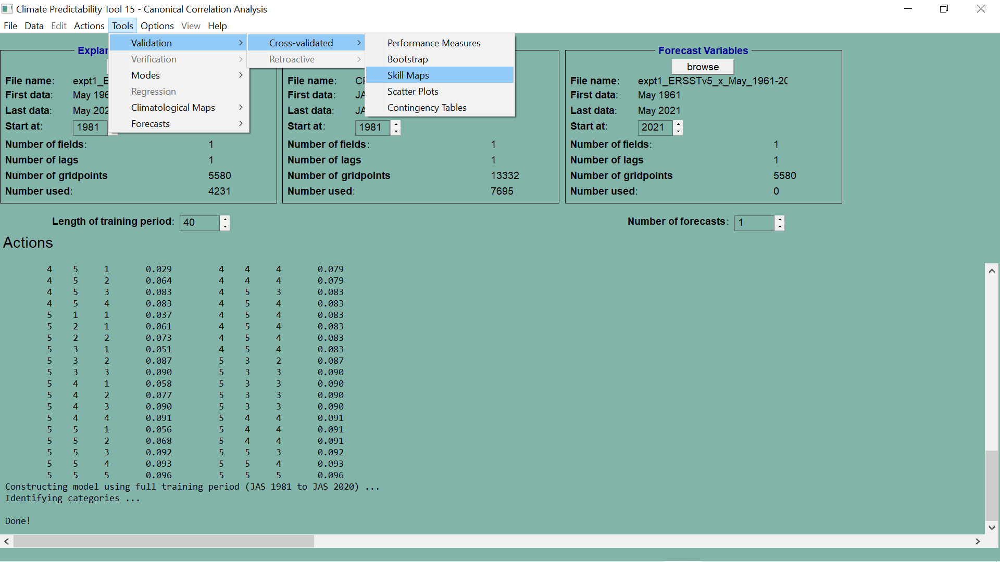 Climate Predictability Tool 15 - Canonical Correlation Analysis
File Data Edit Actions Tools Options View Help
Validation
Verification
Modes
Regression
Climatological Maps
Forecasts
Cross-validated
Retroactive
Performance Measures
Bootstrap
Skill Maps
Scatter Plots
Contingency Tables
File name: expt1_E
First data: May 196
Last data: May 202
Start at: 1981
Number of fields: 1
Number of lags 1
Number of gridpoints 5580
Number used: 4231
File name:
First data: JA
Last data: JA
Start at: 1981
Number of fields: 1
Number of lags 1
Number of gridpoints 13332
Number used: 7695
Forecast Variables
browse
File name: expt1_ERSSTv5_x_May_1961-20
First data: May 1961
Last data: May 2021
Start at: 2021
Number of fields: 1
Number of lags 1
Number of gridpoints 5580
Number used: 0
Length of training period: 40
Number of forecasts: 1
Actions
4 5 1 0.029 4 4 4 0.079
4 5 2 0.064 4 4 4 0.079
4 5 3 0.083 4 5 3 0.083
4 5 4 0.083 4 5 4 0.083
5 1 1 0.037 4 5 4 0.083
5 2 1 0.061 4 5 4 0.083
5 2 2 0.073 4 5 4 0.083
5 3 1 0.051 4 5 4 0.083
5 3 2 0.087 5 3 2 0.087
5 3 3 0.090 5 3 3 0.090
5 4 1 0.058 5 3 3 0.090
5 4 2 0.077 5 3 3 0.090
5 4 3 0.090 5 3 3 0.090
5 4 4 0.091 5 4 4 0.091
5 5 1 0.056 5 4 4 0.091
5 5 2 0.068 5 4 4 0.091
5 5 3 0.092 5 5 3 0.092
5 5 4 0.093 5 5 4 0.093
5 5 5 0.096 5 5 5 0.096
Constructing model using full training period (JAS 1981 to JAS 2020) ...
Identifying categories ...
Done!